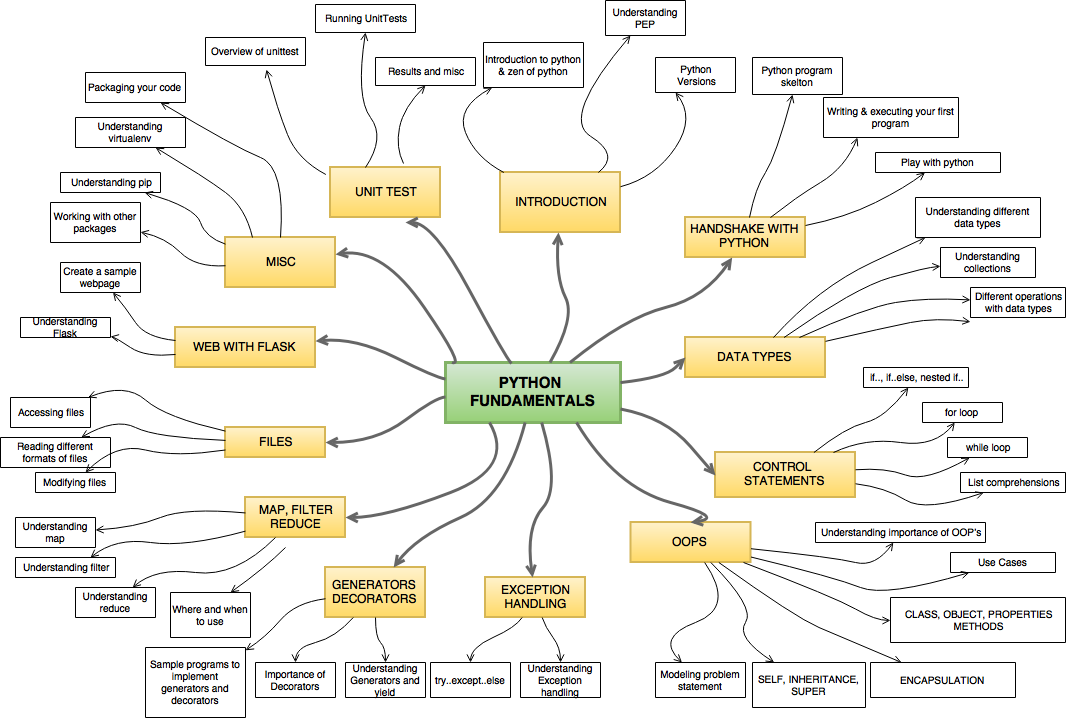 Running UnitTests
Overview of unittest
Results and misc
UNIT TEST
Understanding
PEP
Introduction to python
& zen of python
Python
Versions
INTRODUCTION
Python program
skelton
Writing & executing your first
program
Play with python
HANDSHAKE WITH
PYTHON
Packaging your code
Understanding
virtualenv
Understanding pip
Working with other
packages
MISC
Understanding different
data types
Understanding
collections
Different operations
with data types
DATA TYPES
Create a sample
webpage
Understanding
Flask
WEB WITH FLASK
PYTHON
FUNDAMENTALS
if.., if..else, nested if..
for loop
while loop
List comprehensions
CONTROL
STATEMENTS
Accessing files
Reading different
formats of files
Modifying files
FILES
MAP, FILTER
REDUCE
Understanding
map
Understanding filter
Understanding
reduce
Where and when
to use
GENERATORS
DECORATORS
Sample programs to
implement
generators and
decorators
Importance of
Decorators
Understanding
Generators and
yield
EXCEPTION
HANDLING
try..except..else
Understanding
Exception
handling
OOPS
Understanding importance of OOP's
Use Cases
CLASS, OBJECT, PROPERTIES
METHODS
ENCAPSULATION
SELF, INHERITANCE,
SUPER
Modeling problem
statement